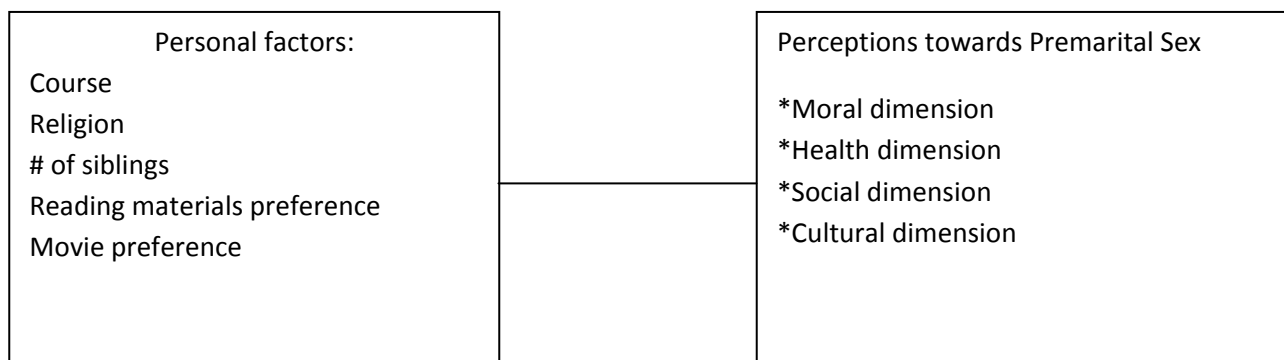 Personal factors:
Course
Religion
# of siblings
Reading materials preference
Movie preference
Perceptions towards Premarital Sex
*Moral dimension
*Health dimension
*Social dimension
*Cultural dimension